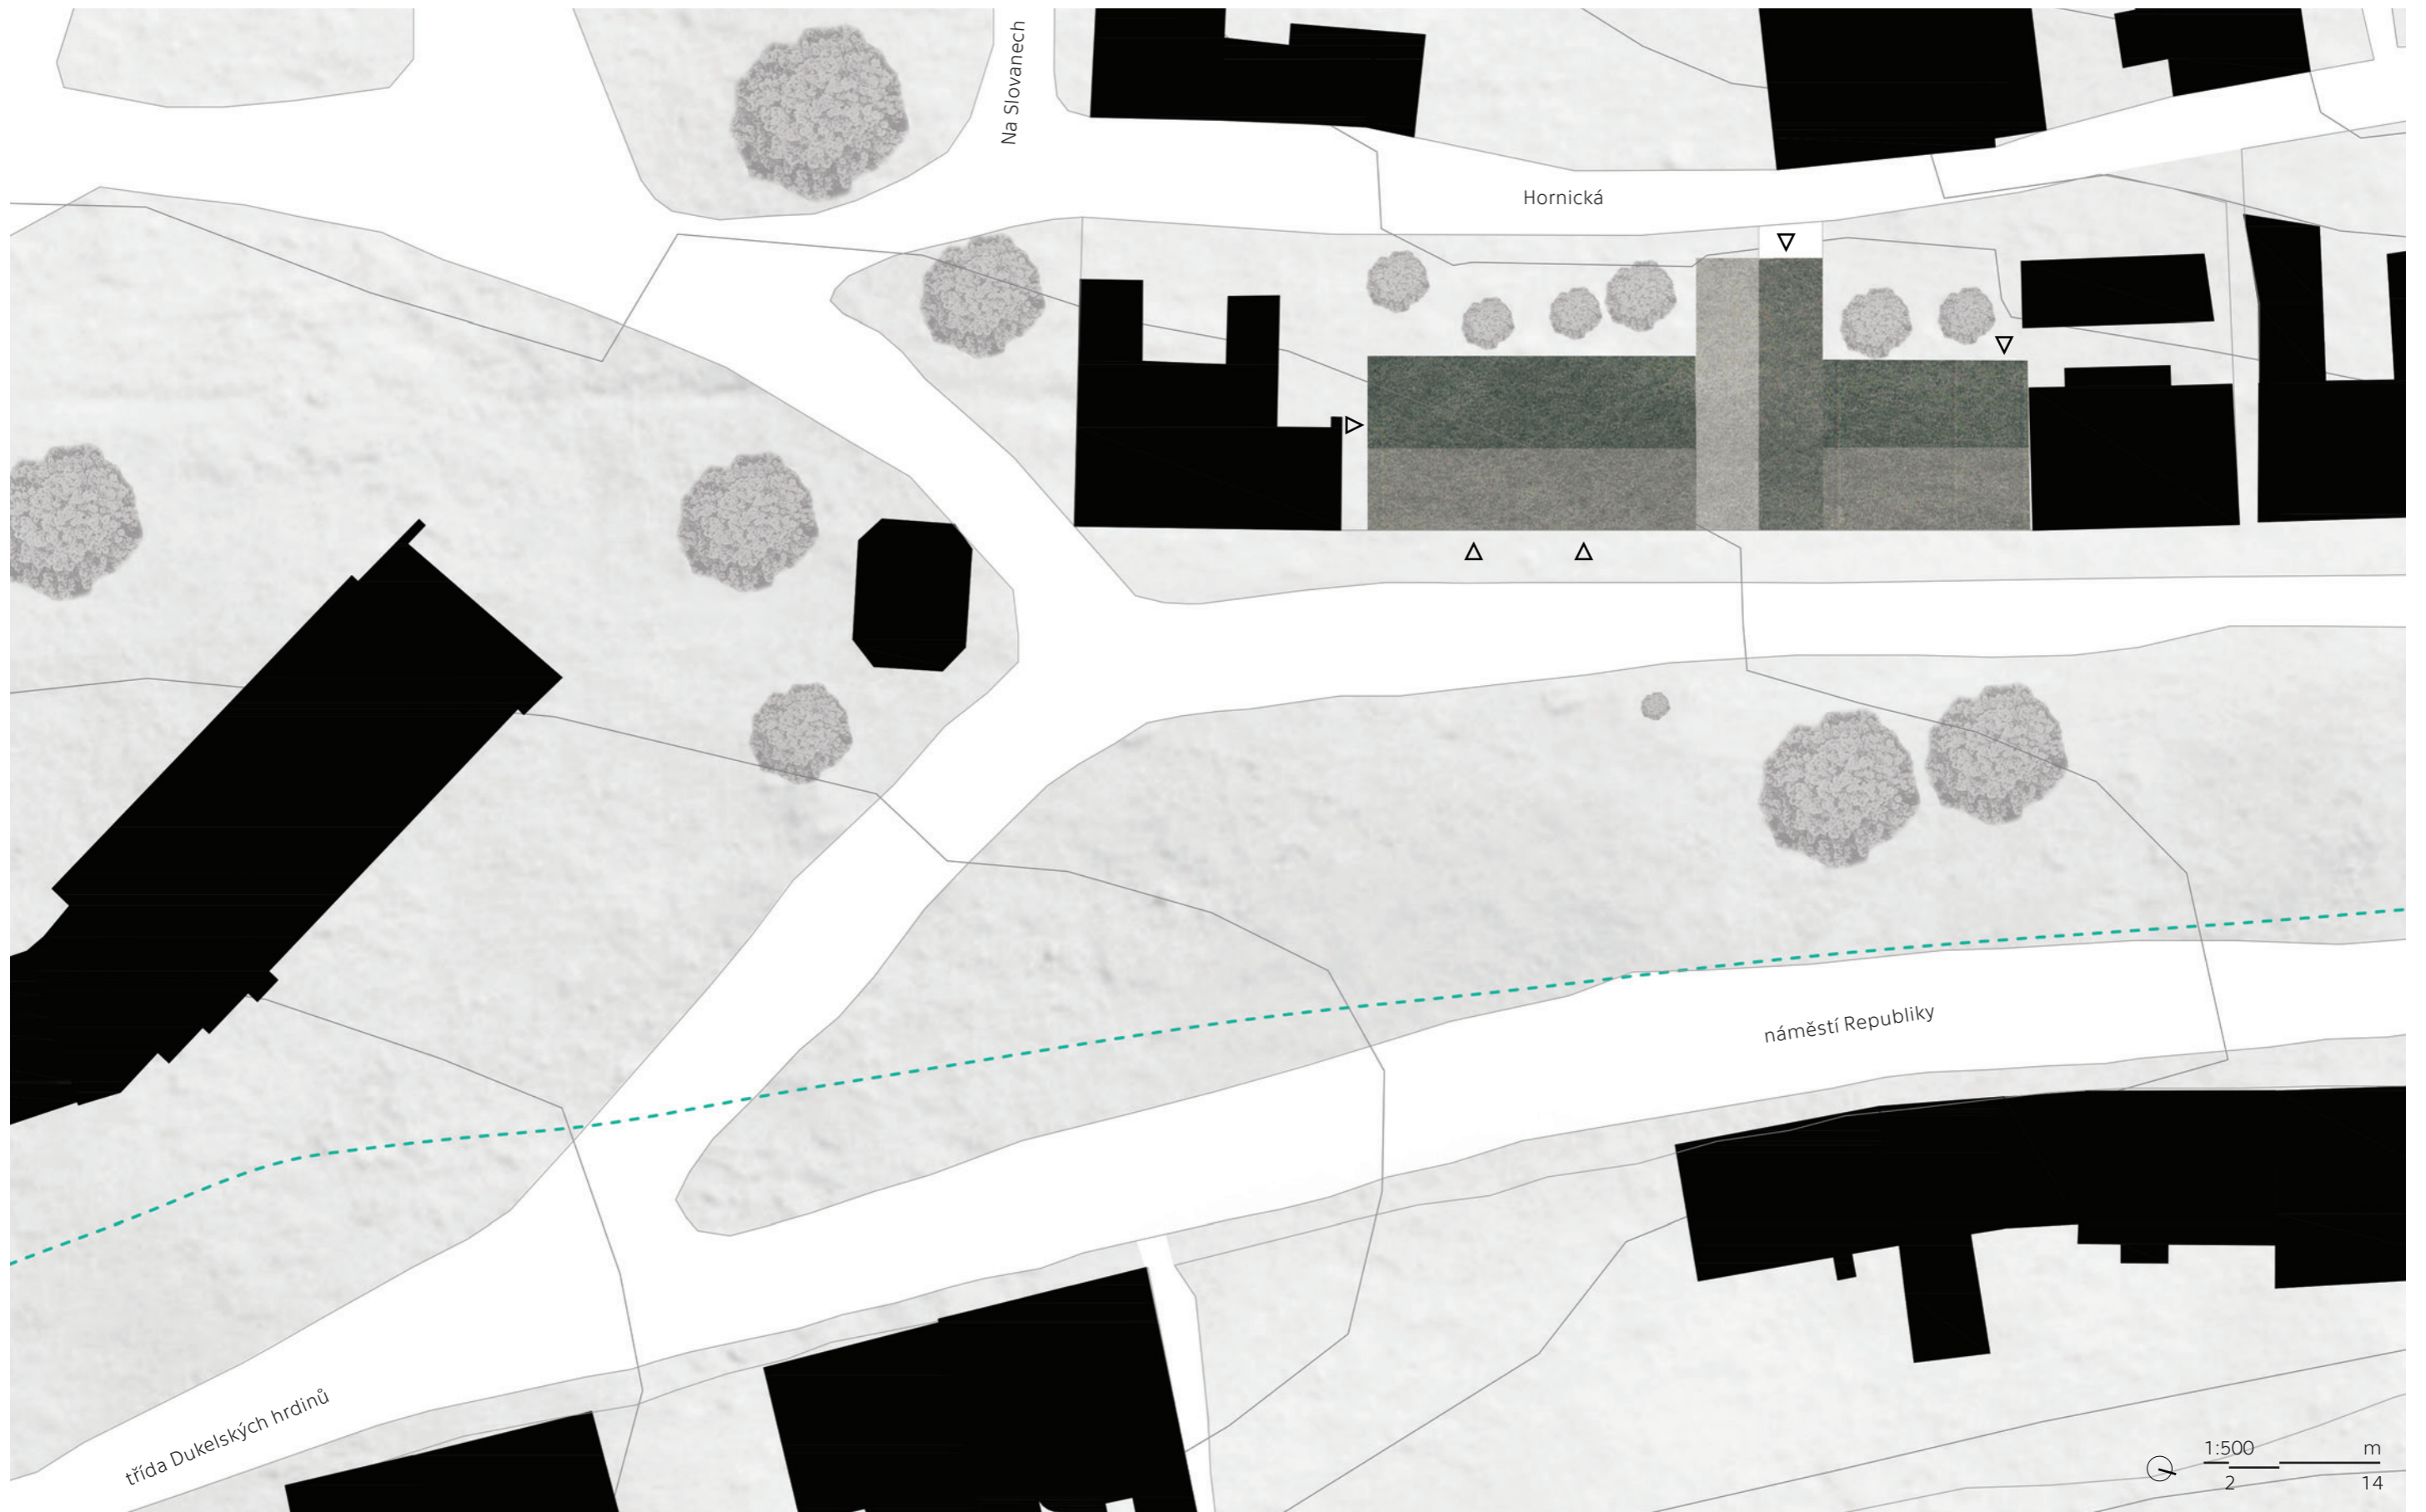 Na Slovanech
Hornická
náměstí Republiky
třída Dukelských hrdinů
1:500 m
2 14